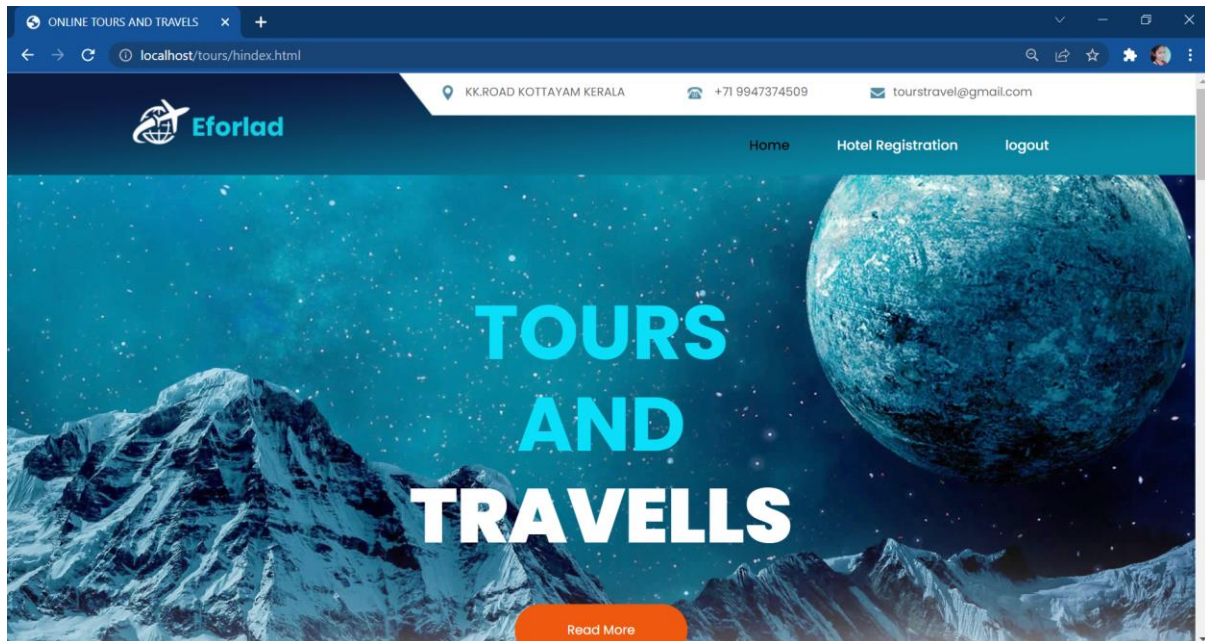 ONLINE TOURS AND TRAVELS
localhost/tours/hindex.html
KK.ROAD KOTTAYAM KERALA +71 9947374509 tourstravel@gmail.com
Eforlad
Home Hotel Registration logout
TOURS
AND
TRAVELLS
Read More